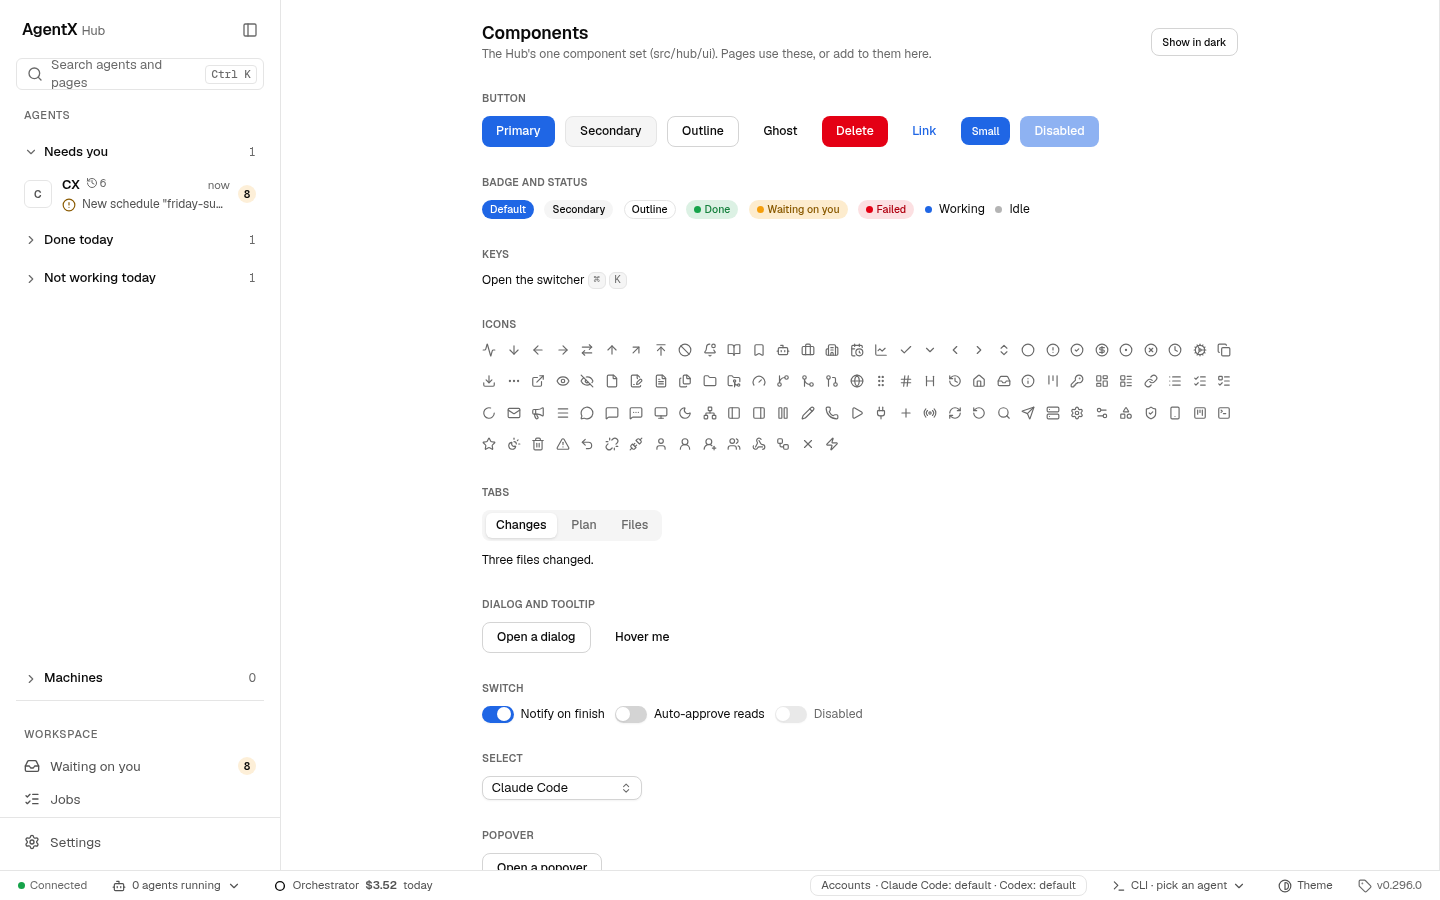 AgentX Hub
Search agents and
pages
Ctrl K
AGENTS
Needs you 1
C
CX 6 now
New schedule "friday-su... 8
Done today 1
Not working today 1
Machines 0
WORKSPACE
Waiting on you 8
Jobs
Settings
Components
The Hub's one component set (src/hub/ui). Pages use these, or add to them here.
Show in dark
BUTTON
Primary Secondary Outline Ghost Delete Link Small Disabled
BADGE AND STATUS
Default Secondary Outline Done Waiting on you Failed Working Idle
KEYS
Open the switcher ⌘ K
ICONS
TABS
Changes Plan Files
Three files changed.
DIALOG AND TOOLTIP
Open a dialog Hover me
SWITCH
Notify on finish Auto-approve reads Disabled
SELECT
Claude Code
POPOVER
Open a popover
Connected 0 agents running Orchestrator $3.52 today Accounts · Claude Code: default · Codex: default CLI · pick an agent Theme v0.296.0